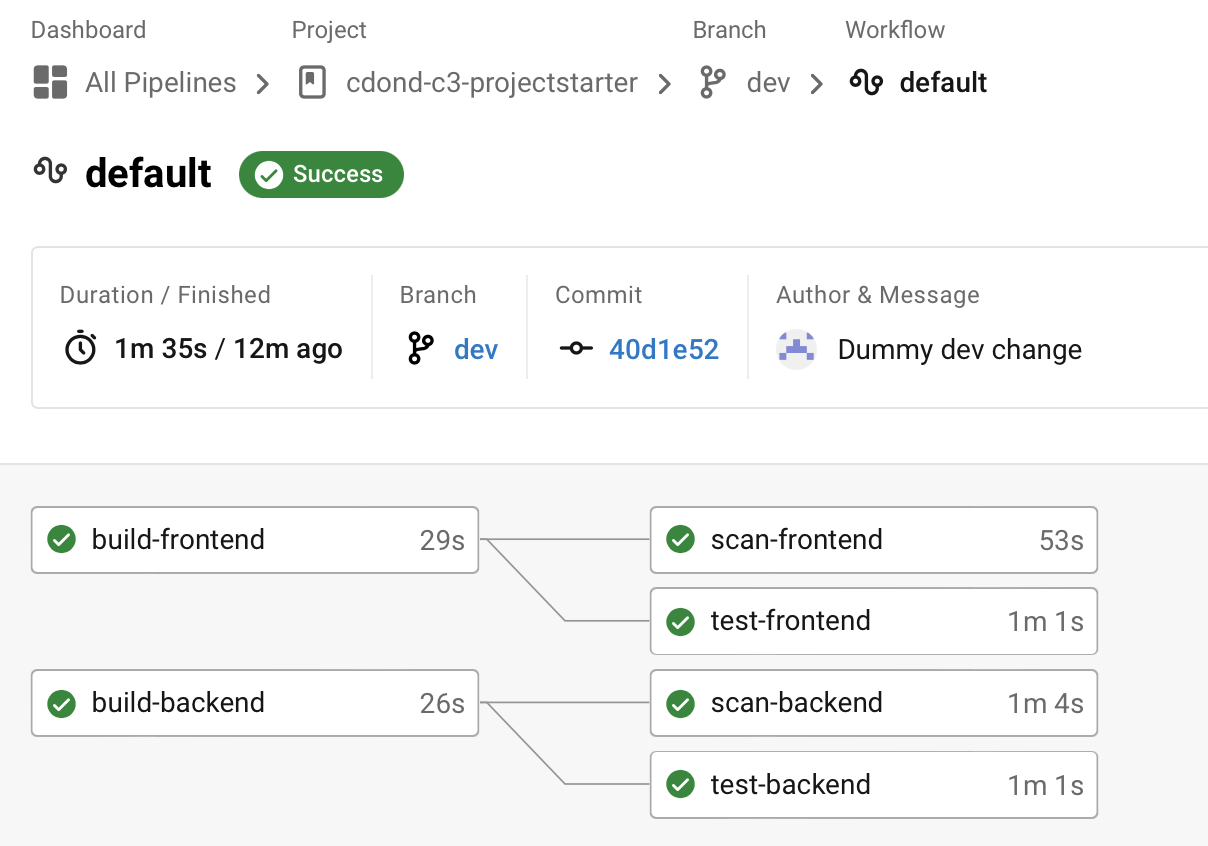 Dashboard Project Branch Workflow
All Pipelines cdond-c3-projectstarter dev default
default Success
Duration / Finished Branch Commit Author & Message
1m 35s / 12m ago dev 40d1e52 Dummy dev change
build-frontend 29s scan-frontend 53s
test-frontend 1m 1s
build-backend 26s scan-backend 1m 4s
test-backend 1m 1s